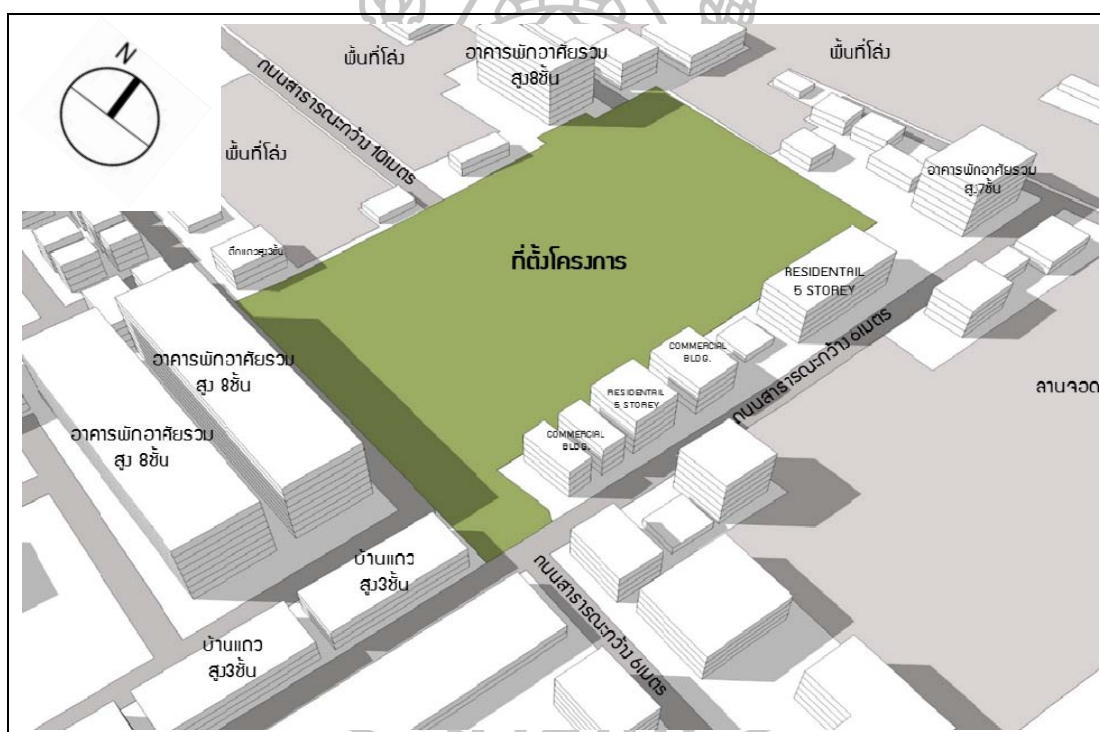 N
พื้นที่โล่ง
อาคารพักอาศัยรวม
สูง8ชั้น
พื้นที่โล่ง
ถนนสาธารณะกว้าง 10เมตร
พื้นที่โล่ง
อาคารพักอาศัยรวม
สูง7ชั้น
ตึกแถวสูง3ชั้น
ที่ตั้งโครงการ
RESIDENTAIL
5 STOREY
COMMERCIAL
BLDG.
ถนนสาธารณะกว้าง 6เมตร
อาคารพักอาศัยรวม
สูง 8ชั้น
RESIDENTAIL
5 STOREY
ลานจอด
อาคารพักอาศัยรวม
สูง 8ชั้น
COMMERCIAL
BLDG.
บ้านแถว
สูง3ชั้น
ถนนสาธารณะกว้าง 6เมตร
บ้านแถว
สูง3ชั้น